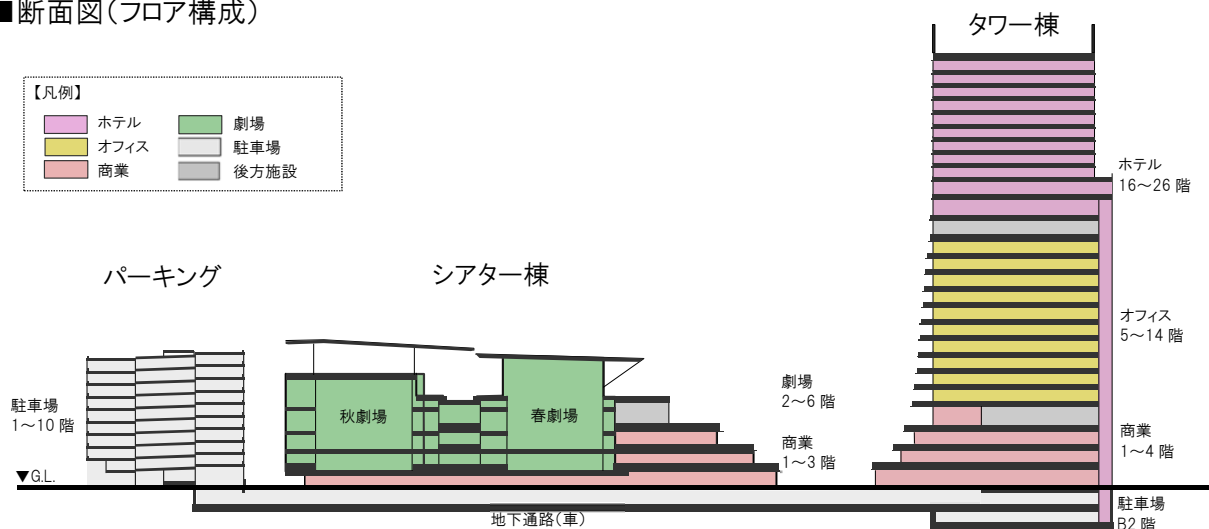 ■断面図(フロア構成)
タワー棟
【凡例】
ホテル
劇場
オフィス
駐車場
商業
後方施設
ホテル
16~26 階
パーキング
シアター棟
オフィス
5~14 階
劇場
2~6 階
駐車場
1~10 階
秋劇場
春劇場
商業
1~3 階
商業
1~4 階
▼G.L.
駐車場
B2 階
地下通路(車)